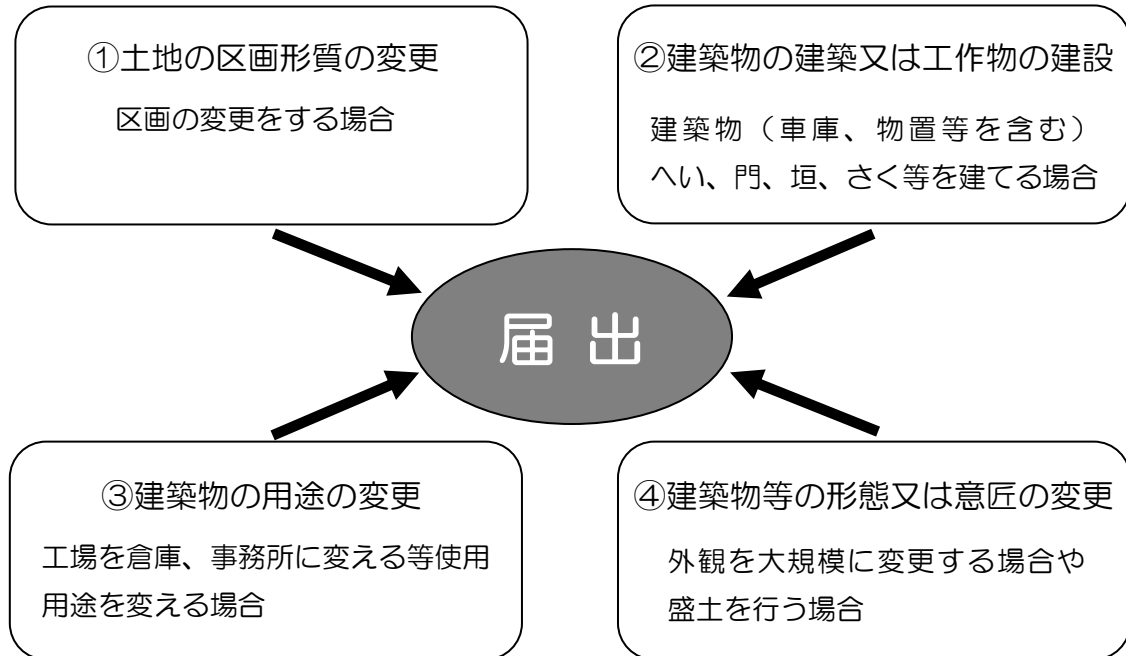 ①土地の区画形質の変更
区画の変更をする場合
②建築物の建築又は工作物の建設
建築物（車庫、物置等を含む）
へい、門、垣、さく等を建てる場合
届出
③建築物の用途の変更
工場を倉庫、事務所に変える等使用
用途を変える場合
④建築物等の形態又は意匠の変更
外観を大規模に変更する場合や
盛土を行う場合